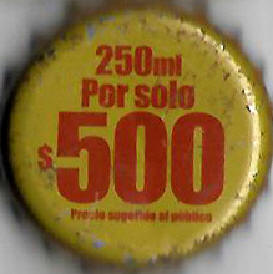 250ml
Por solo
$500
Precio sugerido al público